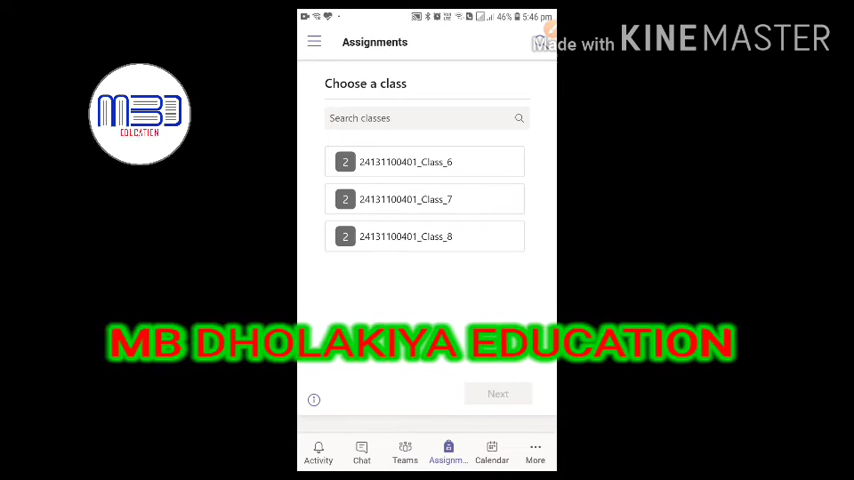 46% 5:46 pm
Assignments
Made with KINEMASTER
MBD
EDUCATION
Choose a class
Search classes
2 24131100401_Class_6
2 24131100401_Class_7
2 24131100401_Class_8
MB DHOLAKIYA EDUCATION
Next
Activity Chat Teams Assignm... Calendar More